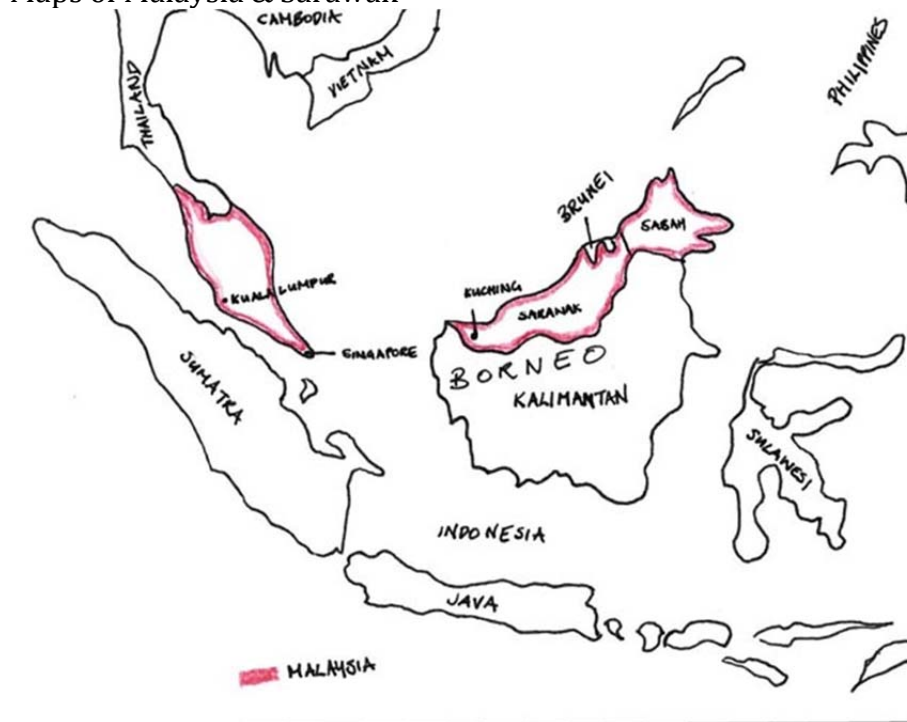 Maps of Malaysia & Sarawak
CAMBODIA
VIETNAM
THAILAND
PHILIPPINES
BRUNEI
SABAH
KUCHING
SARAWAK
KUALA LUMPUR
SINGAPORE
BORNEO
KALIMANTAN
SUMATRA
SULAWESI
INDONESIA
JAVA
MALAYSIA